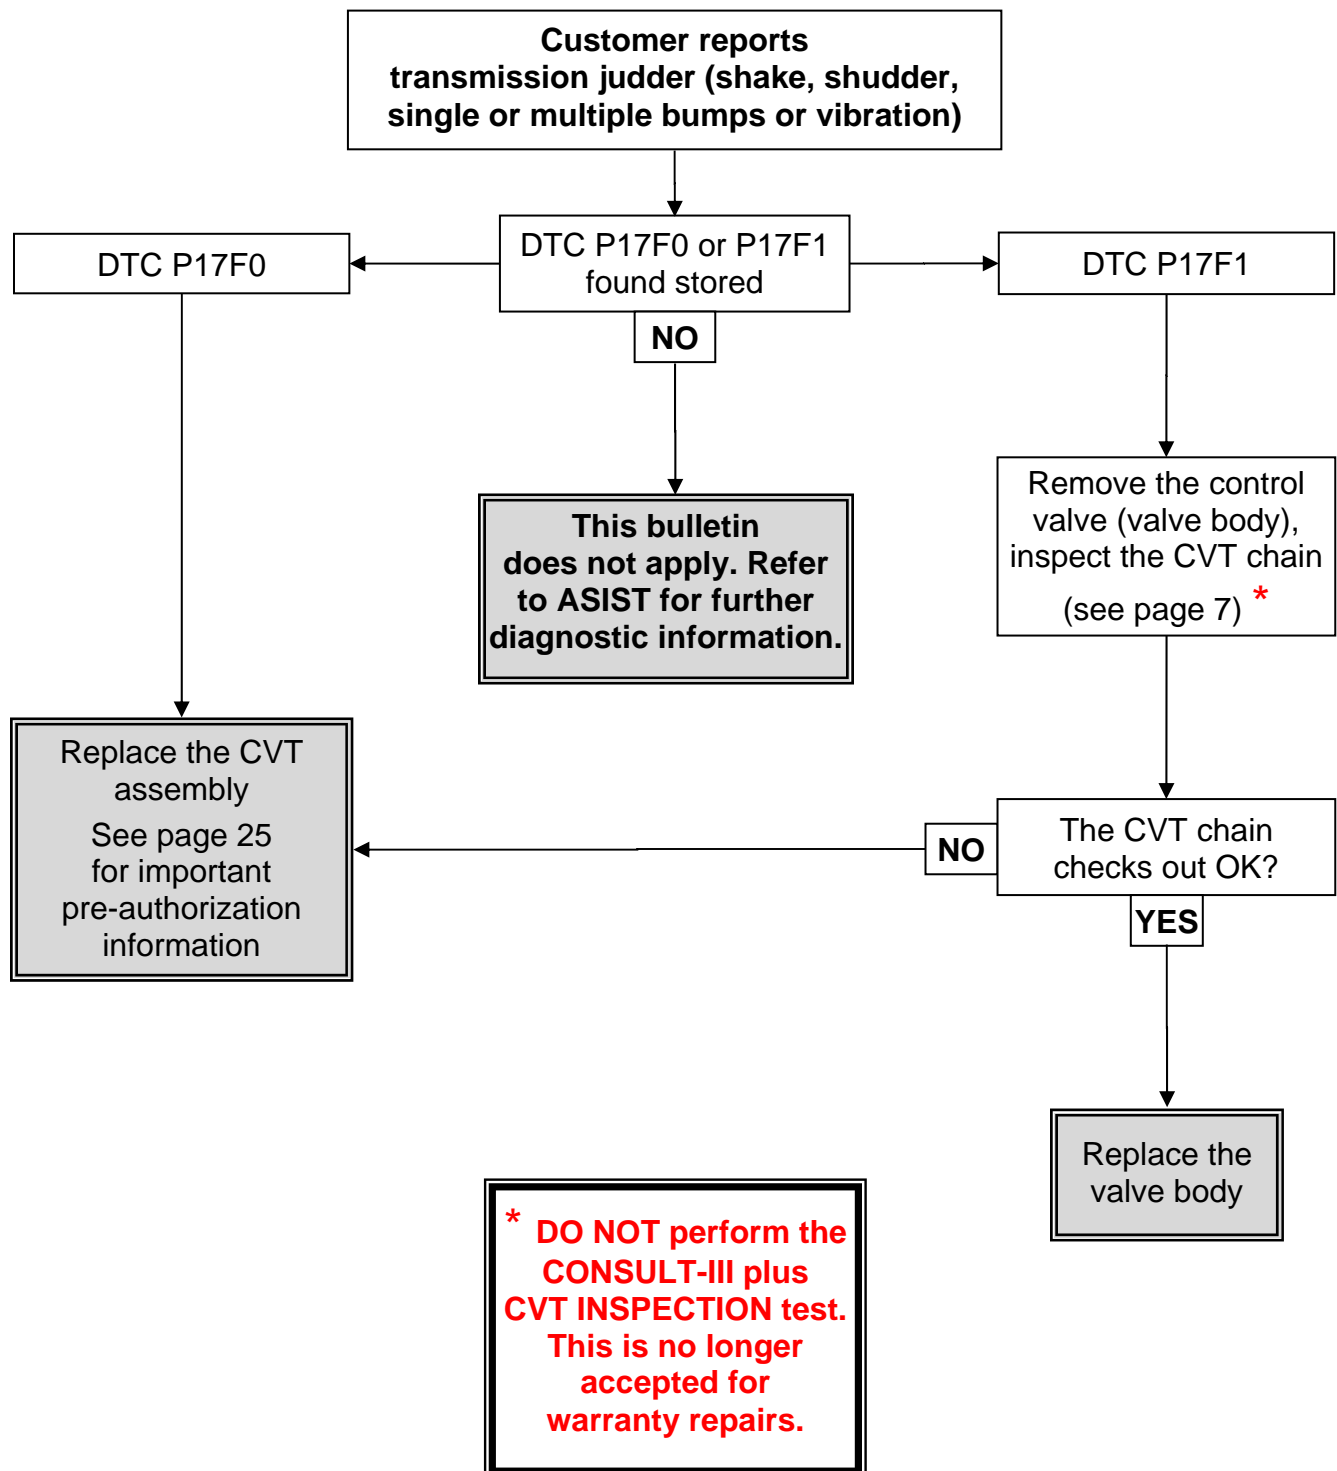 Customer reports
transmission judder (shake, shudder,
single or multiple bumps or vibration)
DTC P17F0
DTC P17F0 or P17F1
found stored
DTC P17F1
NO
This bulletin
does not apply. Refer
to ASIST for further
diagnostic information.
Remove the control
valve (valve body),
inspect the CVT chain
(see page 7) *
Replace the CVT
assembly
See page 25
for important
pre-authorization
information
NO
The CVT chain
checks out OK?
YES
Replace the
valve body
* DO NOT perform the
CONSULT-III plus
CVT INSPECTION test.
This is no longer
accepted for
warranty repairs.